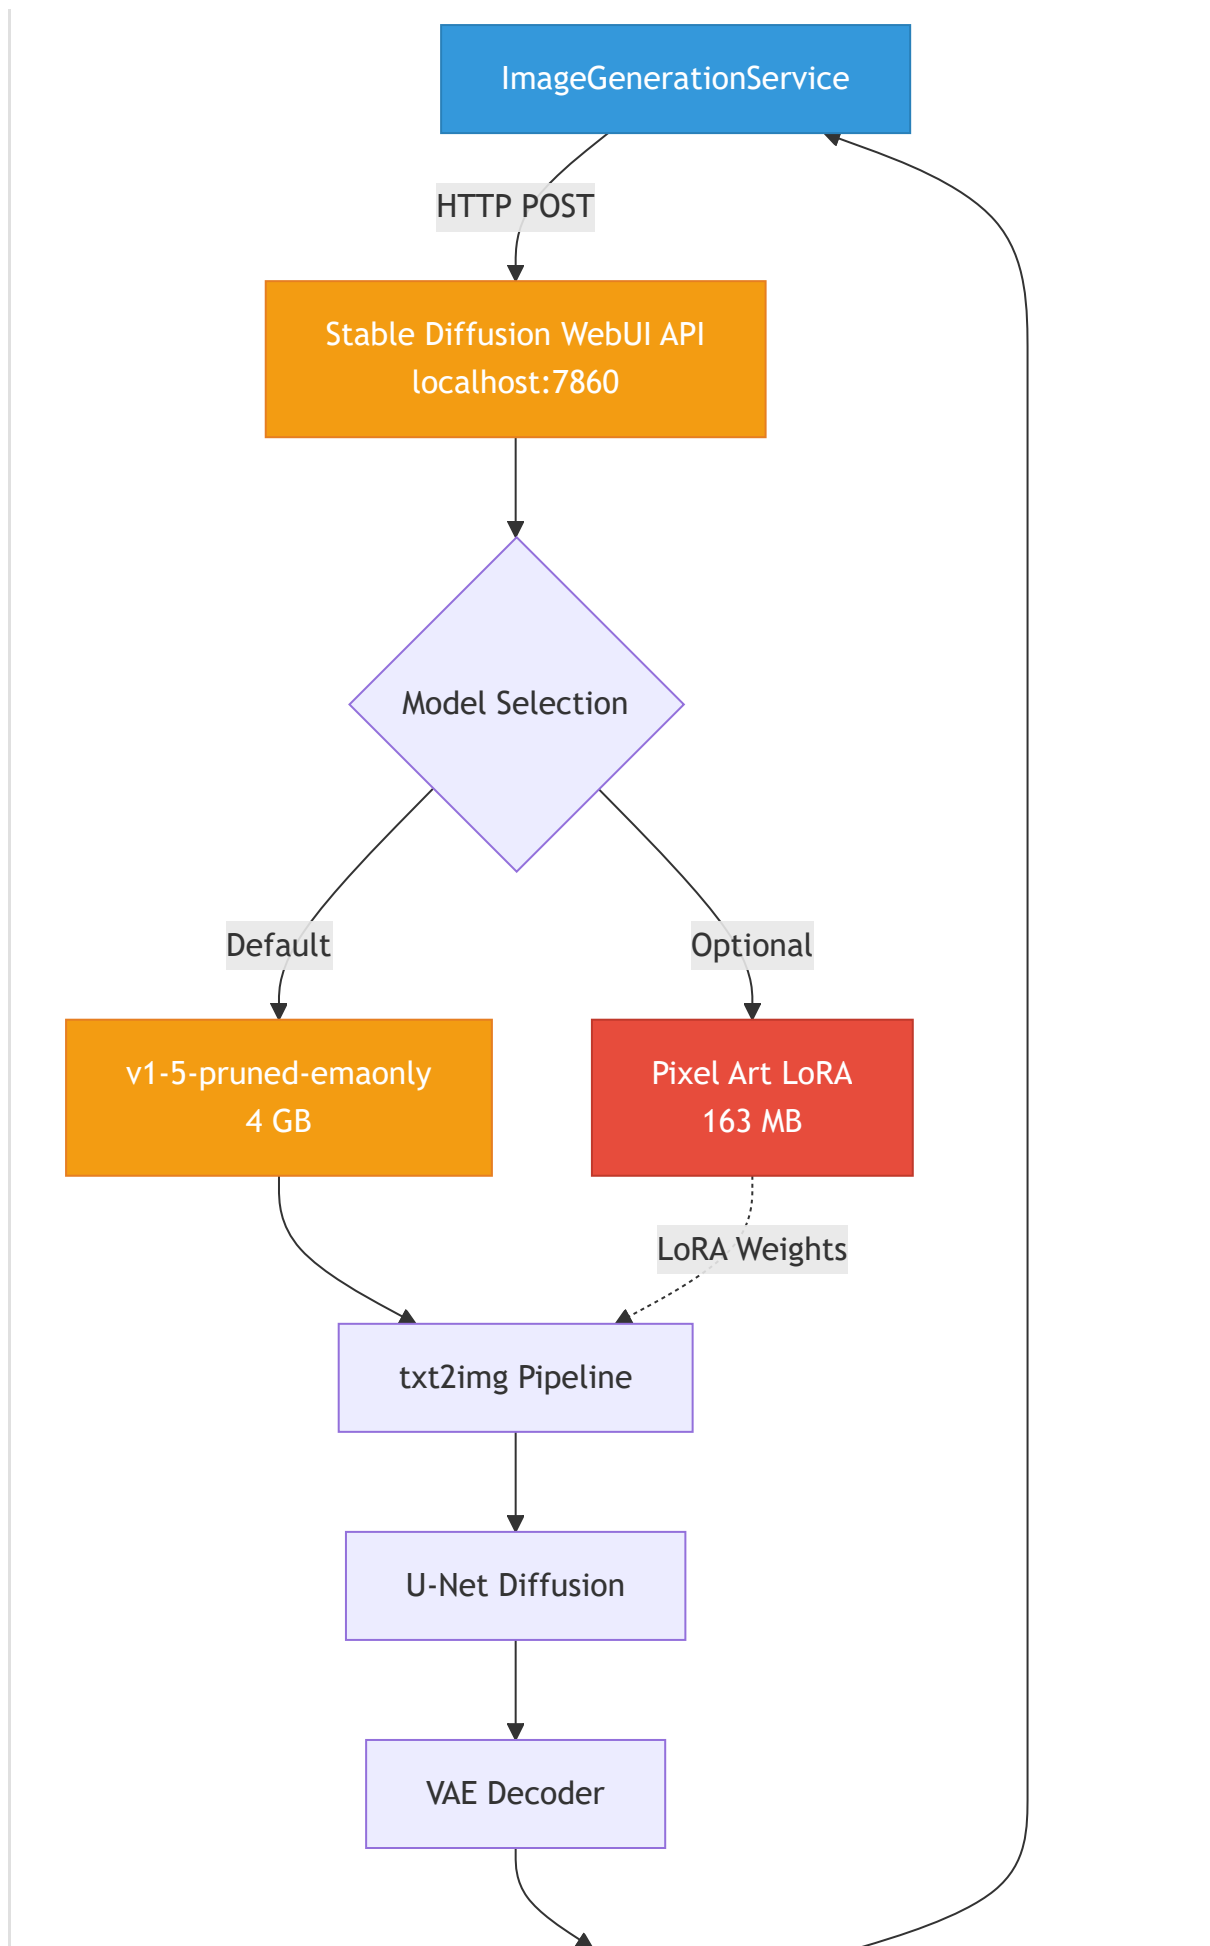 ImageGenerationService
HTTP POST
Stable Diffusion WebUI API
localhost:7860
Model Selection
Default
Optional
v1-5-pruned-emaonly
4 GB
Pixel Art LoRA
163 MB
LoRA Weights
txt2img Pipeline
U-Net Diffusion
VAE Decoder